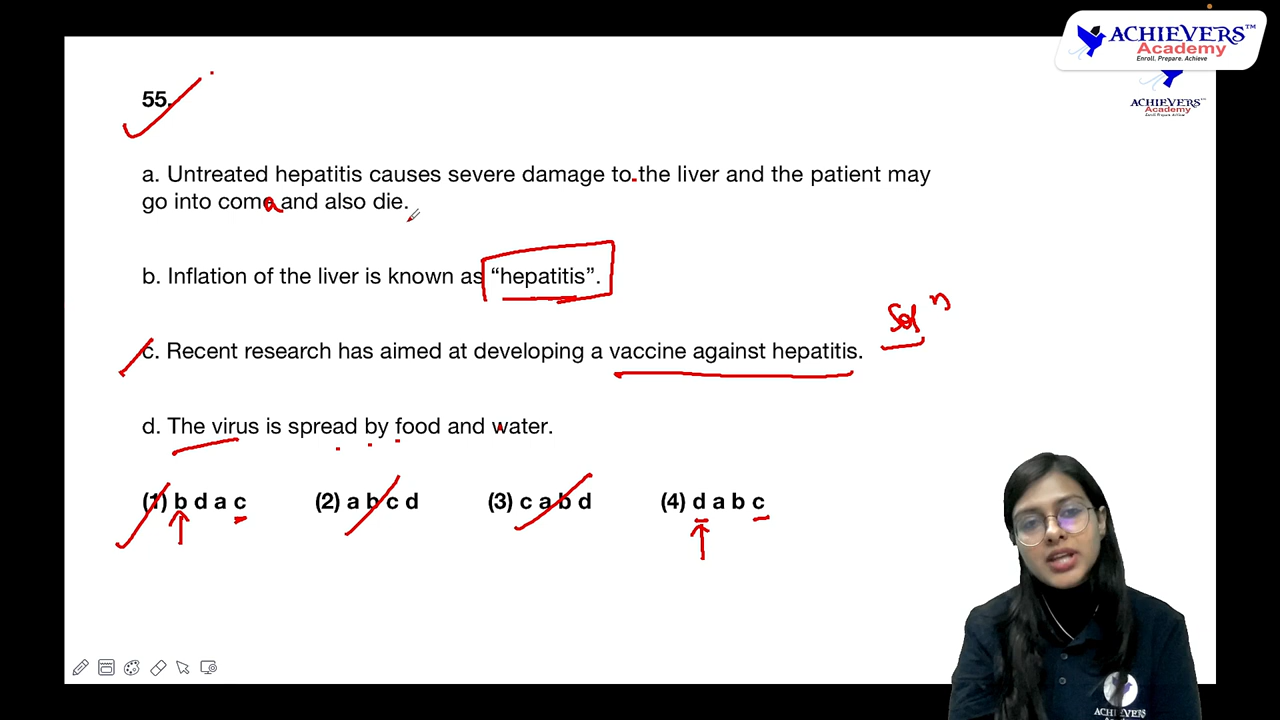 ACHIEVERS™
Academy
Enroll. Prepare. Achieve
ACHIEVERS
Academy
55.
a. Untreated hepatitis causes severe damage to the liver and the patient may
go into coma and also die.
b. Inflation of the liver is known as “hepatitis”.
Solⁿ
c. Recent research has aimed at developing a vaccine against hepatitis.
d. The virus is spread by food and water.
(1) b d a c (2) a b c d (3) c a b d (4) d a b c
ACHIEVERS